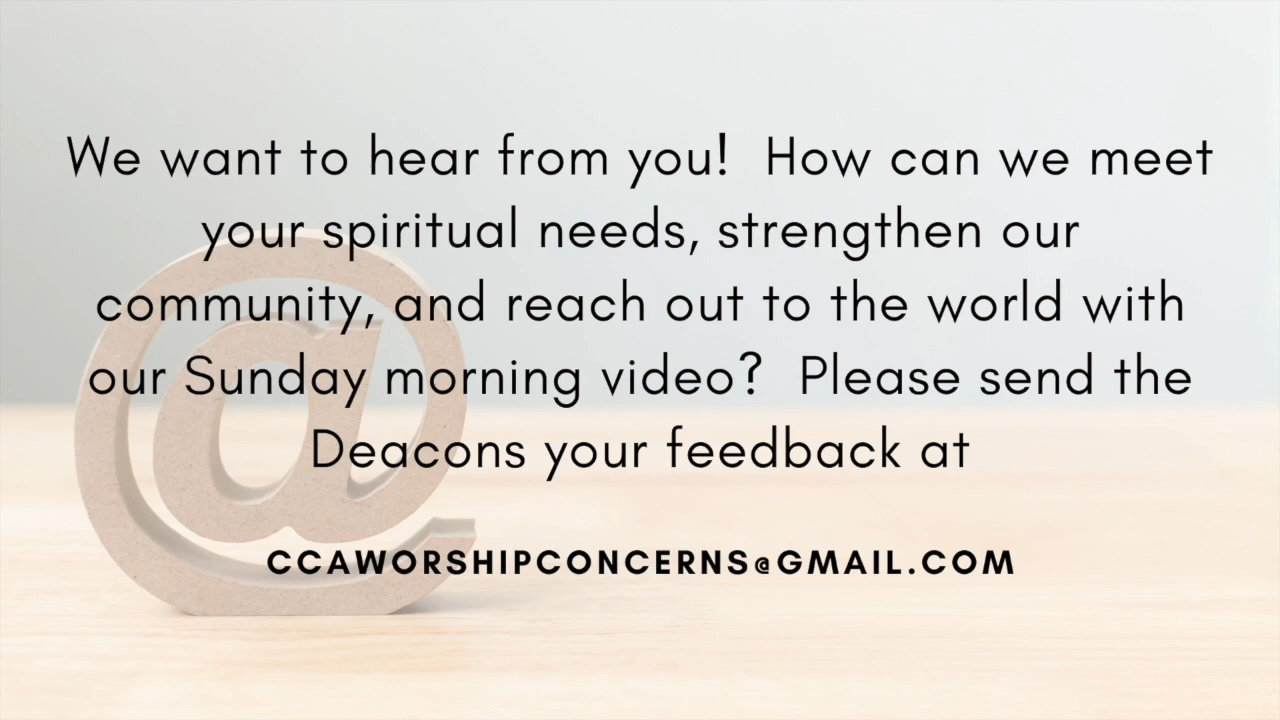 We want to hear from you!  How can we meet
your spiritual needs, strengthen our
community, and reach out to the world with
our Sunday morning video?  Please send the
Deacons your feedback at
CCAWORSHIPCONCERNS@GMAIL.COM